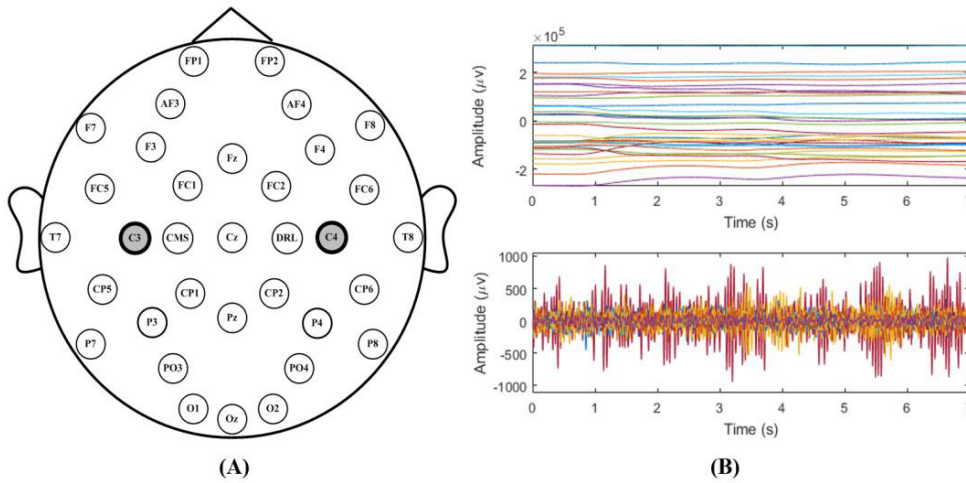 FP1 FP2
AF3 AF4
F7 F8
F3 F4
Fz
FC5 FC1 FC2 FC6
T7 C3 CMS Cz DRL C4 T8
CP5 CP1 CP2 CP6
Pz
P3 P4
P7 P8
PO3 PO4
O1 Oz O2
(A)
× 10⁵
Amplitude (μv)
2
0
-2
0 1 2 3 4 5 6 7
Time (s)
Amplitude (μv)
1000
500
0
-500
-1000
0 1 2 3 4 5 6 7
Time (s)
(B)